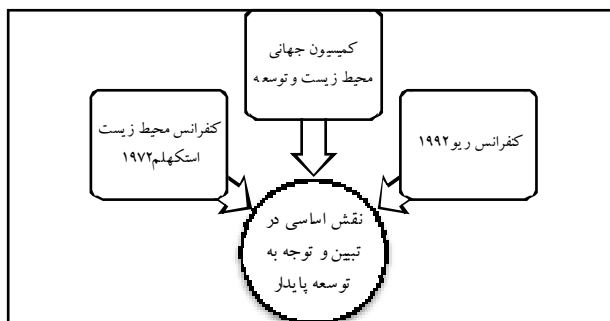 کمیسیون جهانی
محیط زیست و توسعه
کنفرانس ریو۱۹۹۲
کنفرانس محیط زیست
استکهلم۱۹۷۲
نقش اساسی در
تبیین و توجه به
توسعه پایدار